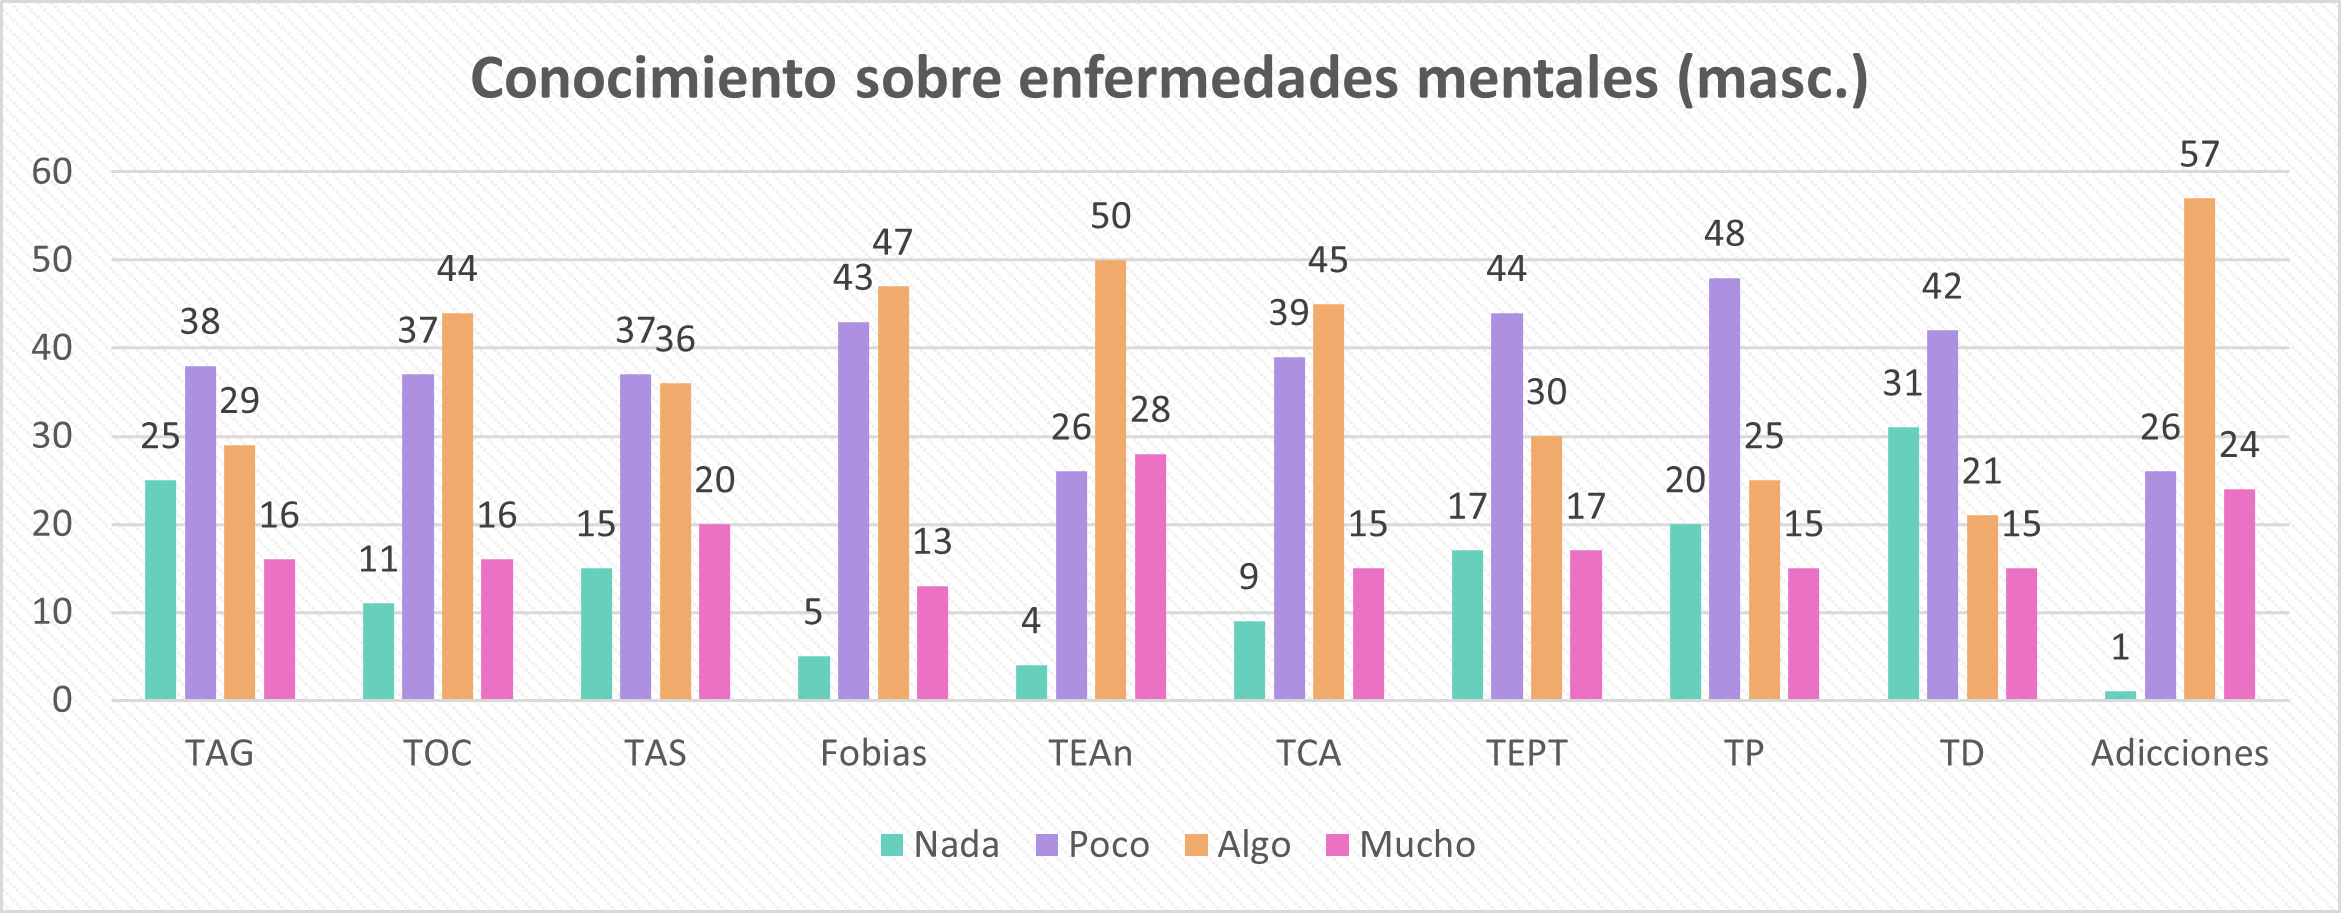 Conocimiento sobre enfermedades mentales (masc.)
60
50
40
30
20
10
0
25 38 29 16
11 37 44 16
15 37 36 20
5 43 47 13
4 26 50 28
9 39 45 15
17 44 30 17
20 48 25 15
31 42 21 15
1 26 57 24
TAG TOC TAS Fobias TEAn TCA TEPT TP TD Adicciones
Nada Poco Algo Mucho